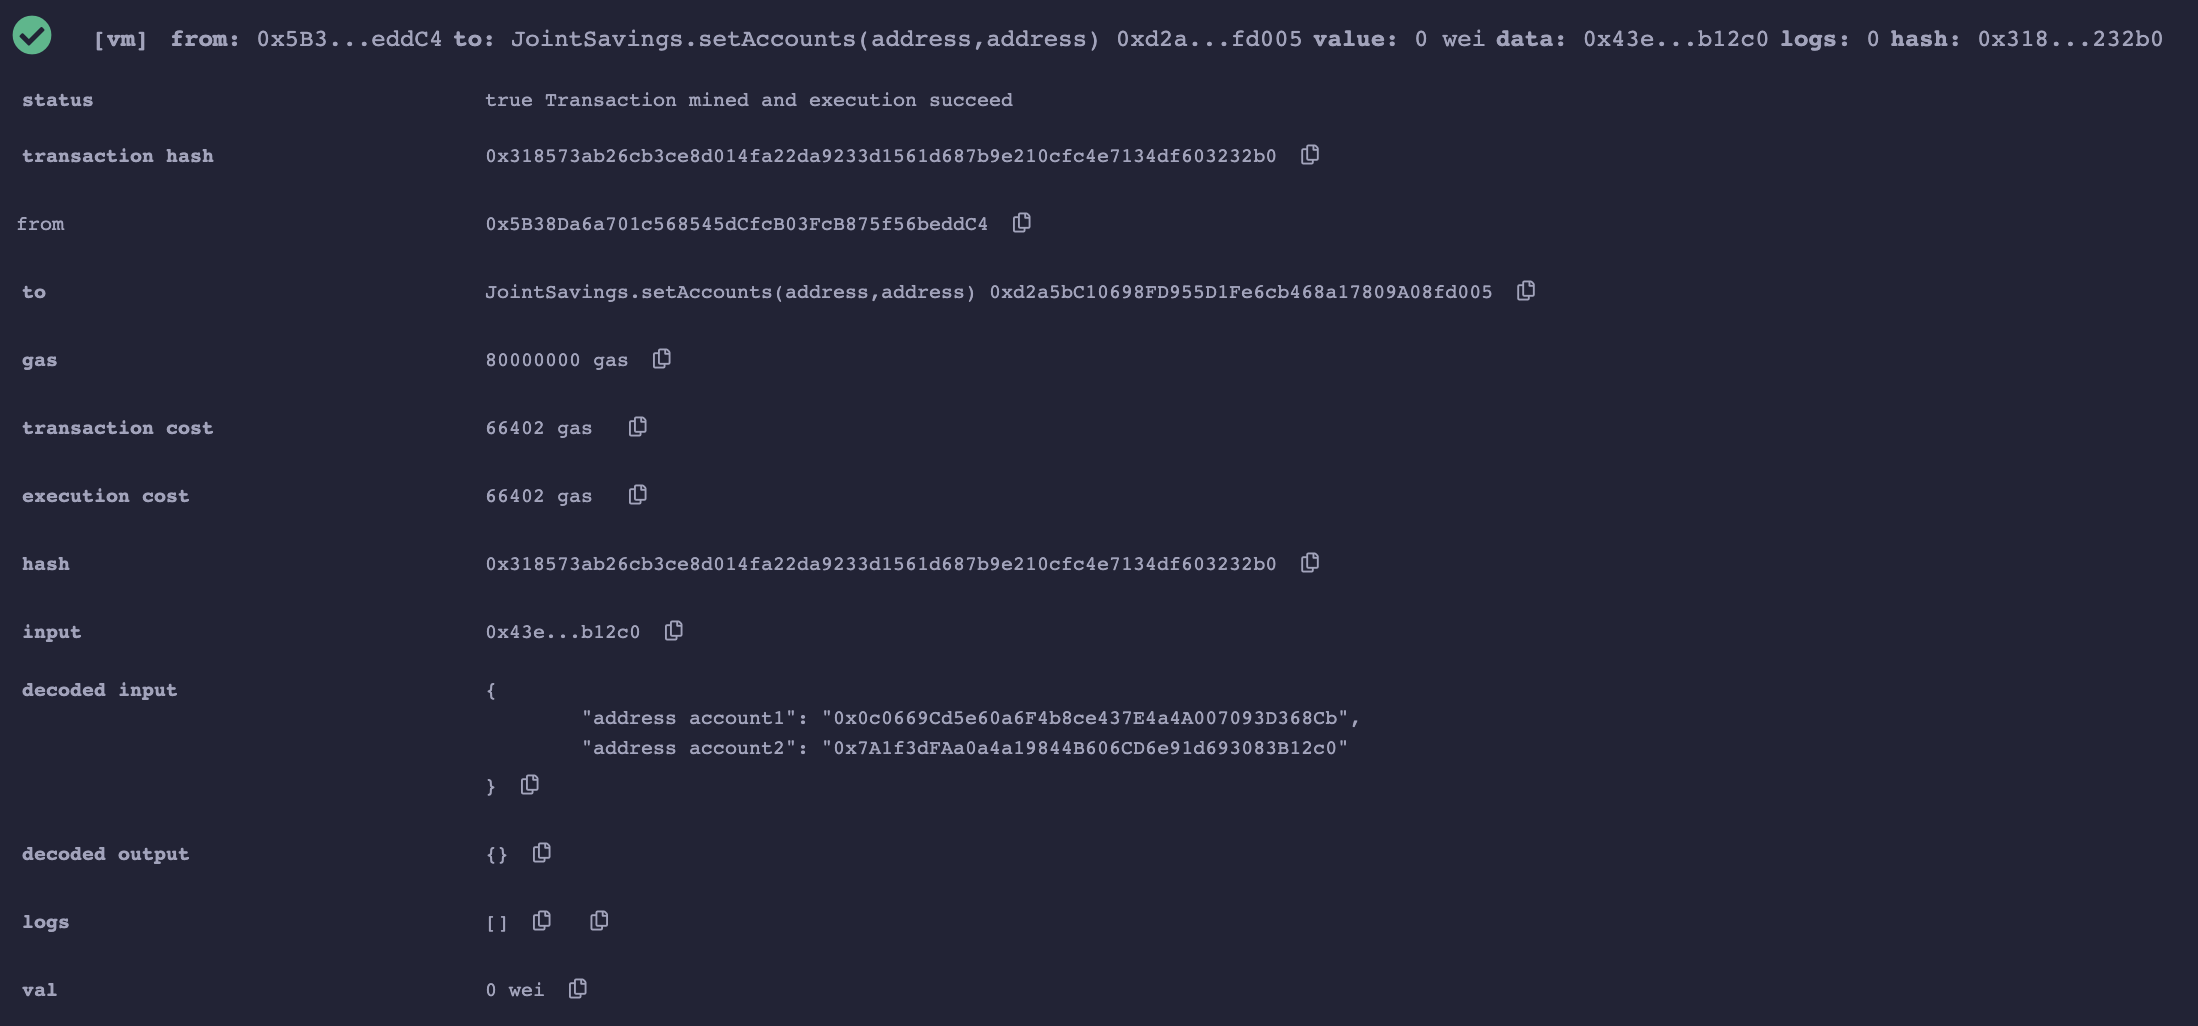 [vm] from: 0x5B3...eddC4 to: JointSavings.setAccounts(address,address) 0xd2a...fd005 value: 0 wei data: 0x43e...b12c0 logs: 0 hash: 0x318...232b0
status true Transaction mined and execution succeed
transaction hash 0x318573ab26cb3ce8d014fa22da9233d1561d687b9e210cfc4e7134df603232b0
from 0x5B38Da6a701c568545dCfcB03FcB875f56beddC4
to JointSavings.setAccounts(address,address) 0xd2a5bC10698FD955D1Fe6cb468a17809A08fd005
gas 80000000 gas
transaction cost 66402 gas
execution cost 66402 gas
hash 0x318573ab26cb3ce8d014fa22da9233d1561d687b9e210cfc4e7134df603232b0
input 0x43e...b12c0
decoded input {
"address account1": "0x0c0669Cd5e60a6F4b8ce437E4a4A007093D368Cb",
"address account2": "0x7A1f3dFAa0a4a19844B606CD6e91d693083B12c0"
}
decoded output {}
logs []
val 0 wei